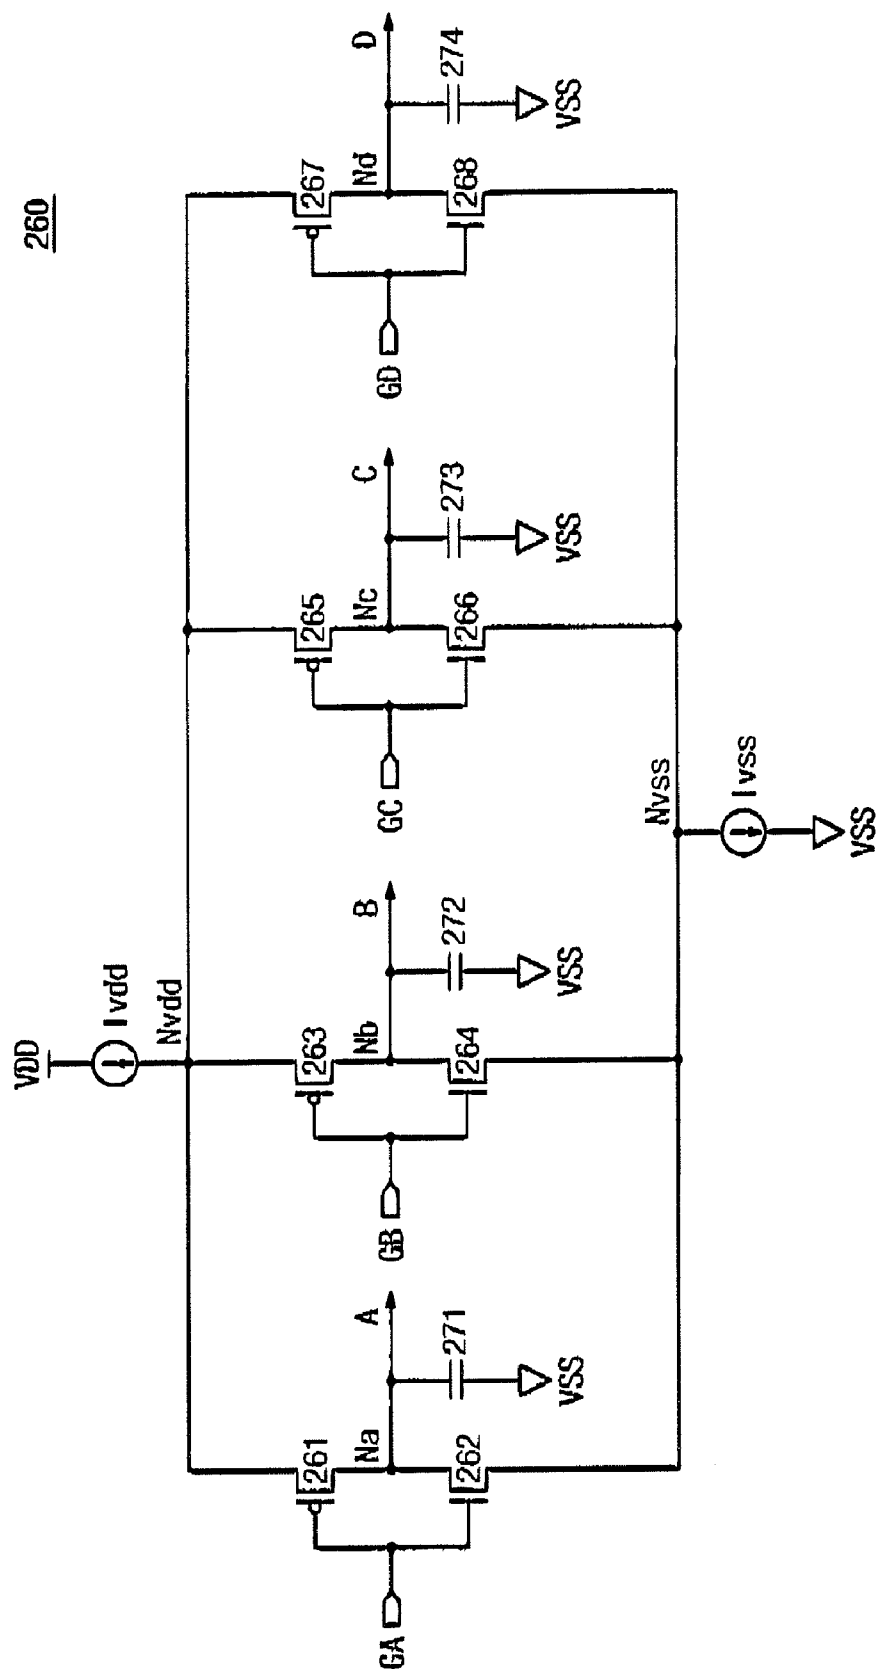 260
VDD
Ivdd
Nvdd
261
263
265
267
GA
Na
A
GB
Nb
B
GC
Nc
C
GD
Nd
D
262
271
264
272
266
273
268
274
VSS
VSS
VSS
VSS
Nvss
Ivss
VSS